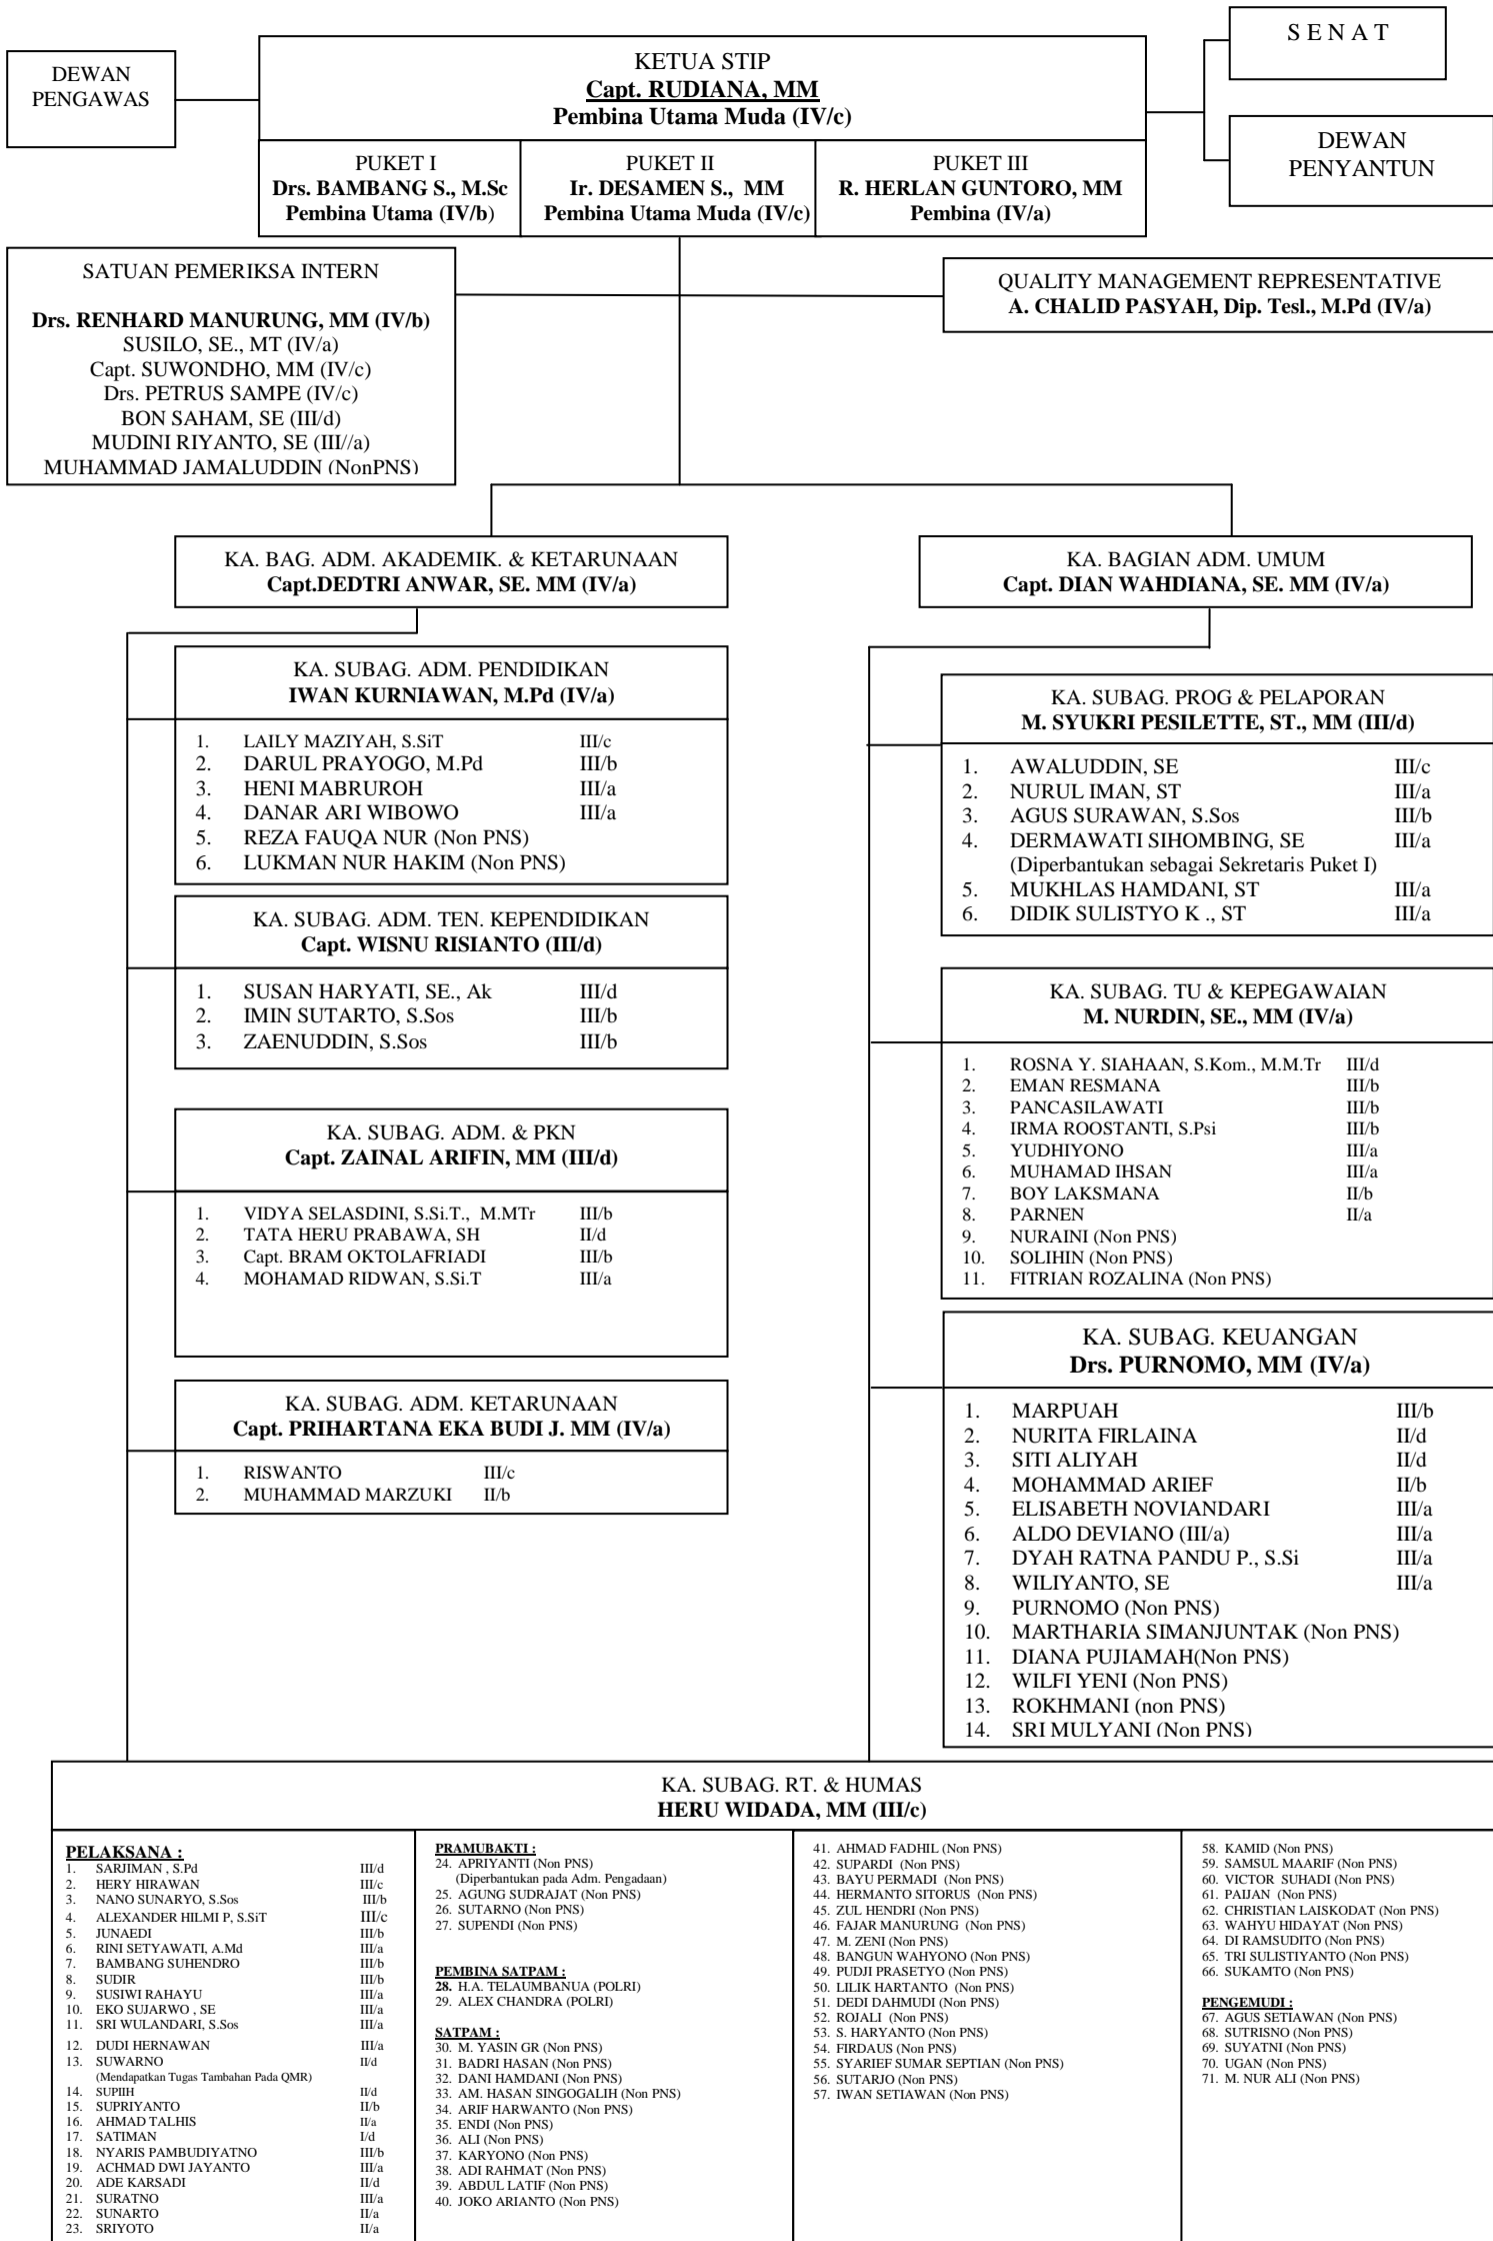 S E N A T
DEWAN
PENGAWAS
KETUA STIP
Capt. RUDIANA, MM
Pembina Utama Muda (IV/c)
DEWAN
PENYANTUN
PUKET I
Drs. BAMBANG S., M.Sc
Pembina Utama (IV/b)
PUKET II
Ir. DESAMEN S., MM
Pembina Utama Muda (IV/c)
PUKET III
R. HERLAN GUNTORO, MM
Pembina (IV/a)
SATUAN PEMERIKSA INTERN
Drs. RENHARD MANURUNG, MM (IV/b)
SUSILO, SE., MT (IV/a)
Capt. SUWONDHO, MM (IV/c)
Drs. PETRUS SAMPE (IV/c)
BON SAHAM, SE (III/d)
MUDINI RIYANTO, SE (III//a)
MUHAMMAD JAMALUDDIN (NonPNS)
QUALITY MANAGEMENT REPRESENTATIVE
A. CHALID PASYAH, Dip. Tesl., M.Pd (IV/a)
KA. BAG. ADM. AKADEMIK. & KETARUNAAN
Capt.DEDTRI ANWAR, SE. MM (IV/a)
KA. BAGIAN ADM. UMUM
Capt. DIAN WAHDIANA, SE. MM (IV/a)
KA. SUBAG. ADM. PENDIDIKAN
IWAN KURNIAWAN, M.Pd (IV/a)
1. LAILY MAZIYAH, S.SiT III/c
2. DARUL PRAYOGO, M.Pd III/b
3. HENI MABRUROH III/a
4. DANAR ARI WIBOWO III/a
5. REZA FAUQA NUR (Non PNS)
6. LUKMAN NUR HAKIM (Non PNS)
KA. SUBAG. ADM. TEN. KEPENDIDIKAN
Capt. WISNU RISIANTO (III/d)
1. SUSAN HARYATI, SE., Ak III/d
2. IMIN SUTARTO, S.Sos III/b
3. ZAENUDDIN, S.Sos III/b
KA. SUBAG. ADM. & PKN
Capt. ZAINAL ARIFIN, MM (III/d)
1. VIDYA SELASDINI, S.Si.T., M.MTr III/b
2. TATA HERU PRABAWA, SH II/d
3. Capt. BRAM OKTOLAFRIADI III/b
4. MOHAMAD RIDWAN, S.Si.T III/a
KA. SUBAG. ADM. KETARUNAAN
Capt. PRIHARTANA EKA BUDI J. MM (IV/a)
1. RISWANTO III/c
2. MUHAMMAD MARZUKI II/b
KA. SUBAG. PROG & PELAPORAN
M. SYUKRI PESILETTE, ST., MM (III/d)
1. AWALUDDIN, SE III/c
2. NURUL IMAN, ST III/a
3. AGUS SURAWAN, S.Sos III/b
4. DERMAWATI SIHOMBING, SE III/a
(Diperbantukan sebagai Sekretaris Puket I)
5. MUKHLAS HAMDANI, ST III/a
6. DIDIK SULISTYO K ., ST III/a
KA. SUBAG. TU & KEPEGAWAIAN
M. NURDIN, SE., MM (IV/a)
1. ROSNA Y. SIAHAAN, S.Kom., M.M.Tr III/d
2. EMAN RESMANA III/b
3. PANCASILAWATI III/b
4. IRMA ROOSTANTI, S.Psi III/b
5. YUDHIYONO III/a
6. MUHAMAD IHSAN III/a
7. BOY LAKSMANA II/b
8. PARNEN II/a
9. NURAINI (Non PNS)
10. SOLIHIN (Non PNS)
11. FITRIAN ROZALINA (Non PNS)
KA. SUBAG. KEUANGAN
Drs. PURNOMO, MM (IV/a)
1. MARPUAH III/b
2. NURITA FIRLAINA II/d
3. SITI ALIYAH II/d
4. MOHAMMAD ARIEF II/b
5. ELISABETH NOVIANDARI III/a
6. ALDO DEVIANO (III/a) III/a
7. DYAH RATNA PANDU P., S.Si III/a
8. WILIYANTO, SE III/a
9. PURNOMO (Non PNS)
10. MARTHARIA SIMANJUNTAK (Non PNS)
11. DIANA PUJIAMAH(Non PNS)
12. WILFI YENI (Non PNS)
13. ROKHMANI (non PNS)
14. SRI MULYANI (Non PNS)
KA. SUBAG. RT. & HUMAS
HERU WIDADA, MM (III/c)
PELAKSANA :
1. SARJIMAN , S.Pd III/d
2. HERY HIRAWAN III/c
3. NANO SUNARYO, S.Sos III/b
4. ALEXANDER HILMI P, S.SiT III/c
5. JUNAEDI III/b
6. RINI SETYAWATI, A.Md III/a
7. BAMBANG SUHENDRO III/b
8. SUDIR III/b
9. SUSIWI RAHAYU III/a
10. EKO SUJARWO , SE III/a
11. SRI WULANDARI, S.Sos III/a
12. DUDI HERNAWAN III/a
13. SUWARNO II/d
(Mendapatkan Tugas Tambahan Pada QMR)
14. SUPIIH II/d
15. SUPRIYANTO II/b
16. AHMAD TALHIS II/a
17. SATIMAN I/d
18. NYARIS PAMBUDIYATNO III/b
19. ACHMAD DWI JAYANTO III/a
20. ADE KARSADI II/d
21. SURATNO III/a
22. SUNARTO II/a
23. SRIYOTO II/a
PRAMUBAKTI :
24. APRIYANTI (Non PNS)
(Diperbantukan pada Adm. Pengadaan)
25. AGUNG SUDRAJAT (Non PNS)
26. SUTARNO (Non PNS)
27. SUPENDI (Non PNS)
PEMBINA SATPAM :
28. H.A. TELAUMBANUA (POLRI)
29. ALEX CHANDRA (POLRI)
SATPAM :
30. M. YASIN GR (Non PNS)
31. BADRI HASAN (Non PNS)
32. DANI HAMDANI (Non PNS)
33. AM. HASAN SINGOGALIH (Non PNS)
34. ARIF HARWANTO (Non PNS)
35. ENDI (Non PNS)
36. ALI (Non PNS)
37. KARYONO (Non PNS)
38. ADI RAHMAT (Non PNS)
39. ABDUL LATIF (Non PNS)
40. JOKO ARIANTO (Non PNS)
41. AHMAD FADHIL (Non PNS)
42. SUPARDI (Non PNS)
43. BAYU PERMADI (Non PNS)
44. HERMANTO SITORUS (Non PNS)
45. ZUL HENDRI (Non PNS)
46. FAJAR MANURUNG (Non PNS)
47. M. ZENI (Non PNS)
48. BANGUN WAHYONO (Non PNS)
49. PUDJI PRASETYO (Non PNS)
50. LILIK HARTANTO (Non PNS)
51. DEDI DAHMUDI (Non PNS)
52. ROJALI (Non PNS)
53. S. HARYANTO (Non PNS)
54. FIRDAUS (Non PNS)
55. SYARIEF SUMAR SEPTIAN (Non PNS)
56. SUTARJO (Non PNS)
57. IWAN SETIAWAN (Non PNS)
58. KAMID (Non PNS)
59. SAMSUL MAARIF (Non PNS)
60. VICTOR SUHADI (Non PNS)
61. PAIJAN (Non PNS)
62. CHRISTIAN LAISKODAT (Non PNS)
63. WAHYU HIDAYAT (Non PNS)
64. DI RAMSUDITO (Non PNS)
65. TRI SULISTIYANTO (Non PNS)
66. SUKAMTO (Non PNS)
PENGEMUDI :
67. AGUS SETIAWAN (Non PNS)
68. SUTRISNO (Non PNS)
69. SUYATNI (Non PNS)
70. UGAN (Non PNS)
71. M. NUR ALI (Non PNS)